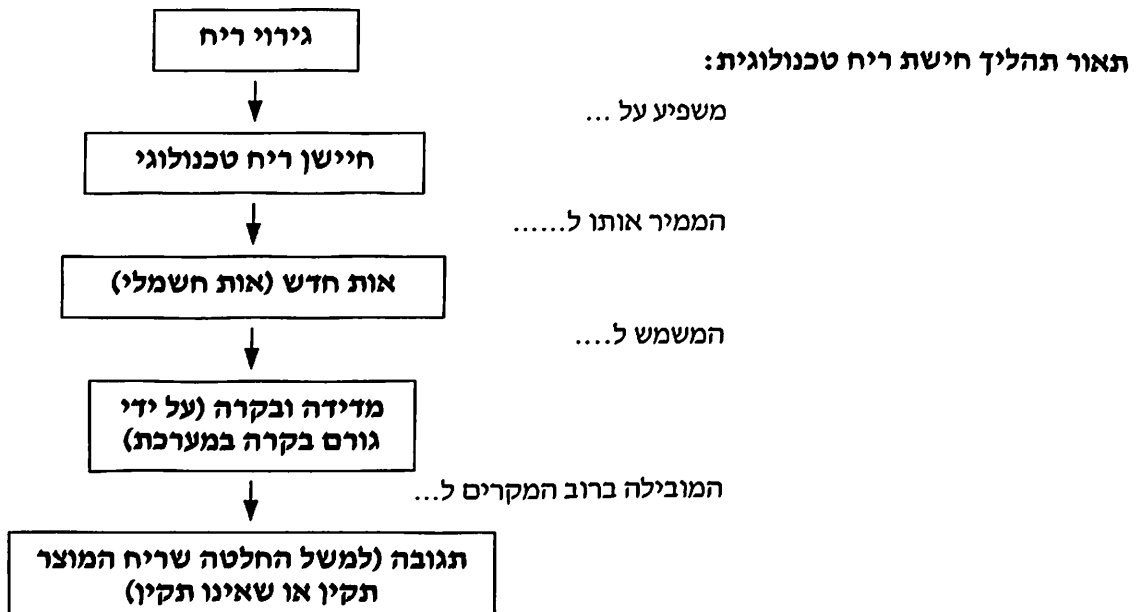 תאור תהליך חישת ריח טכנולוגית:
גירוי ריח
משפיע על ...
חיישן ריח טכנולוגי
הממיר אותו ל......
אות חדש (אות חשמלי)
המשמש ל....
מדידה ובקרה (על ידי
גורם בקרה במערכת)
המובילה ברוב המקרים ל...
תגובה (למשל החלטה שריח המוצר
תקין או שאינו תקין)